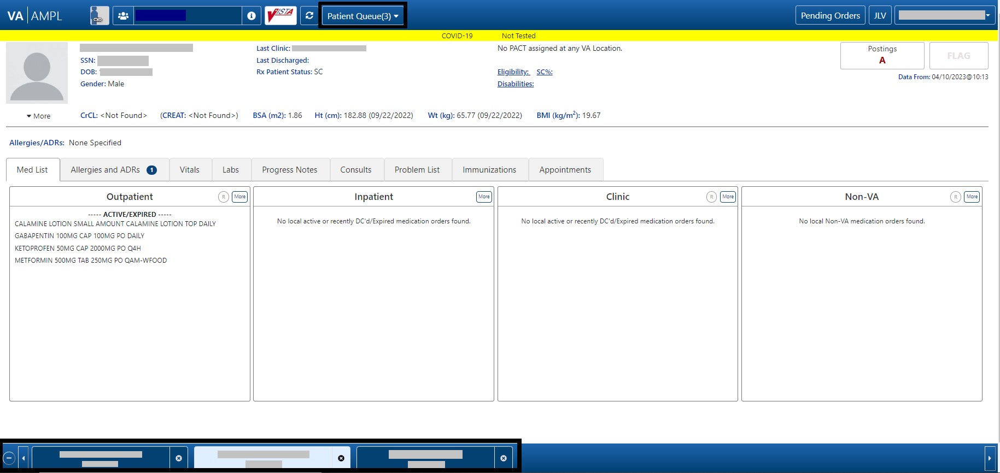 VA | AMPL
VISTA
Patient Queue(3)
Pending Orders
JLV
COVID-19 Not Tested
SSN:
DOB:
Gender: Male
Last Clinic:
Last Discharged:
Rx Patient Status: SC
No PACT assigned at any VA Location.
Eligibility: SC%:
Disabilities:
Postings
A
FLAG
Data From: 04/10/2023@10:13
More
CrCL: <Not Found> (CREAT: <Not Found>) BSA (m2): 1.86 Ht (cm): 182.88 (09/22/2022) Wt (kg): 65.77 (09/22/2022) BMI (kg/m²): 19.67
Allergies/ADRs: None Specified
Med List
Allergies and ADRs 1
Vitals
Labs
Progress Notes
Consults
Problem List
Immunizations
Appointments
Outpatient R More
----- ACTIVE/EXPIRED -----
CALAMINE LOTION SMALL AMOUNT CALAMINE LOTION TOP DAILY
GABAPENTIN 100MG CAP 100MG PO DAILY
KETOPROFEN 50MG CAP 2000MG PO Q4H
METFORMIN 500MG TAB 250MG PO QAM-WFOOD
Inpatient More
No local active or recently DC'd/Expired medication orders found.
Clinic R More
No local active or recently DC'd/Expired medication orders found.
Non-VA R More
No local Non-VA medication orders found.